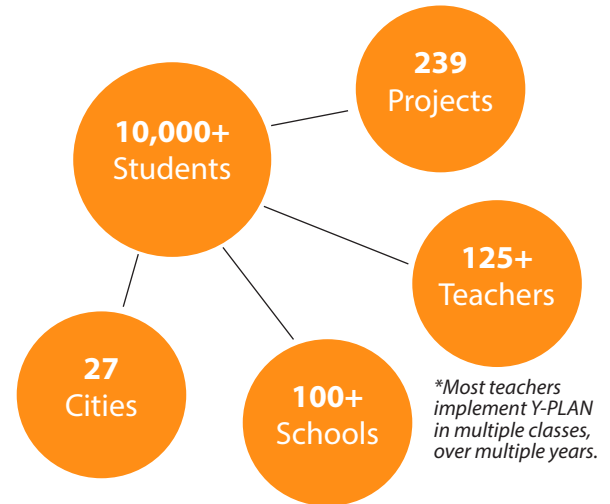 239
Projects
10,000+
Students
125+
Teachers
27
Cities
100+
Schools
*Most teachers
implement Y-PLAN
in multiple classes,
over multiple years.